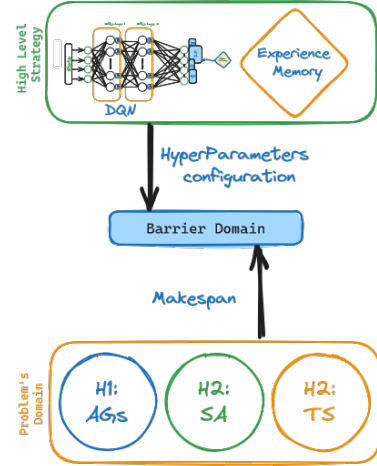 High Level
Strategy
DQN
Experience
Memory
HyperParameters
configuration
Barrier Domain
Makespan
Problem's
Domain
H1:
AGs
H2:
SA
H2:
TS